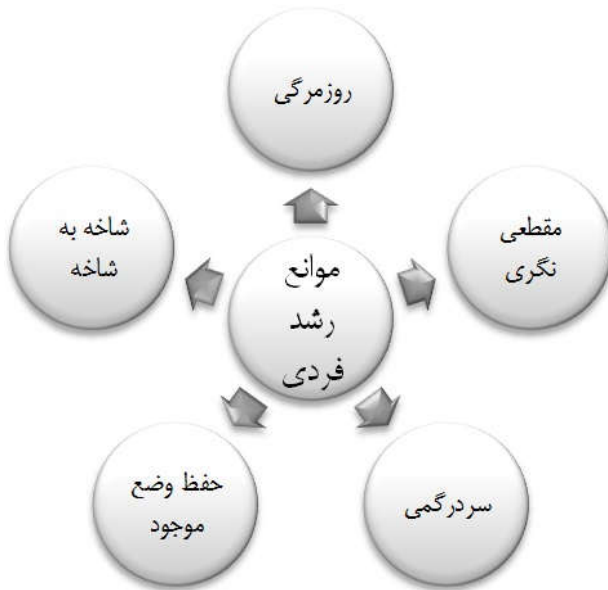 روزمرگی
مقطعی
نگری
شاخه به
شاخه
موانع
رشد
فردی
سردرگمی
حفظ وضع
موجود